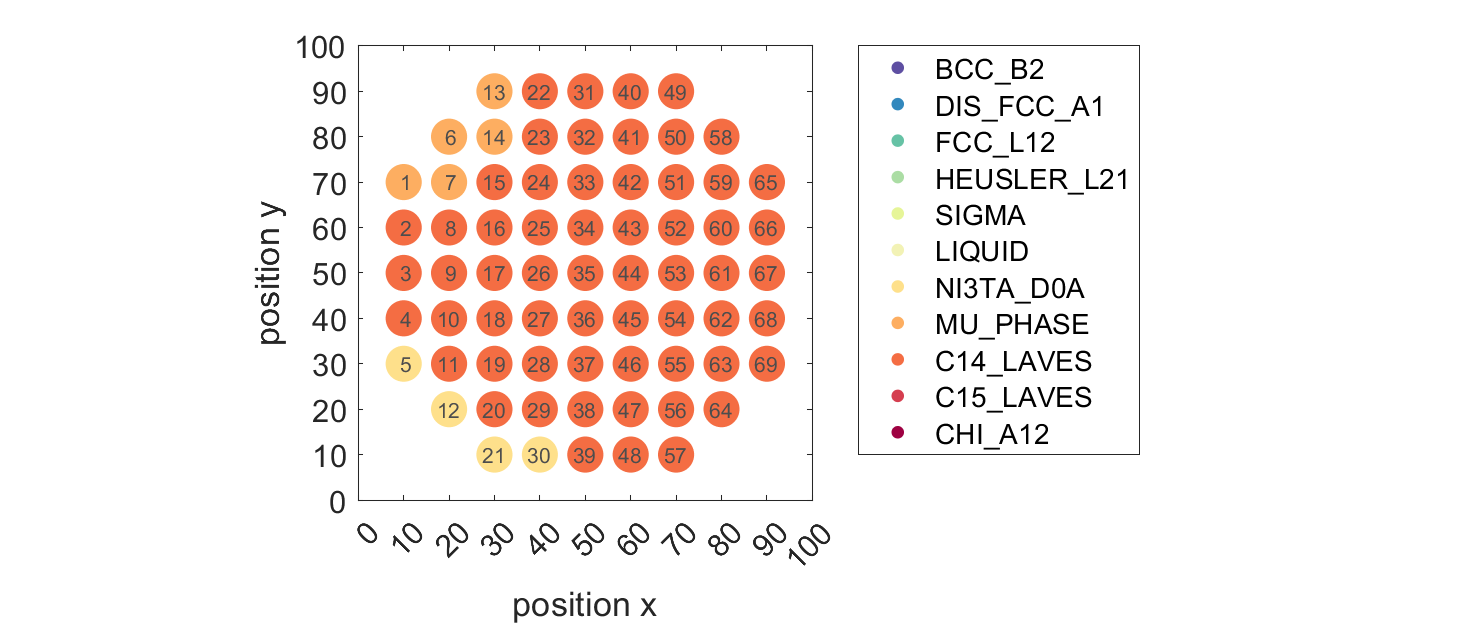 100
90
80
70
60
50
40
30
20
10
0
13 22 31 40 49
6 14 23 32 41 50 58
1 7 15 24 33 42 51 59 65
2 8 16 25 34 43 52 60 66
3 9 17 26 35 44 53 61 67
4 10 18 27 36 45 54 62 68
5 11 19 28 37 46 55 63 69
12 20 29 38 47 56 64
21 30 39 48 57
0 10 20 30 40 50 60 70 80 90 100
position x
position y
BCC_B2
DIS_FCC_A1
FCC_L12
HEUSLER_L21
SIGMA
LIQUID
NI3TA_D0A
MU_PHASE
C14_LAVES
C15_LAVES
CHI_A12